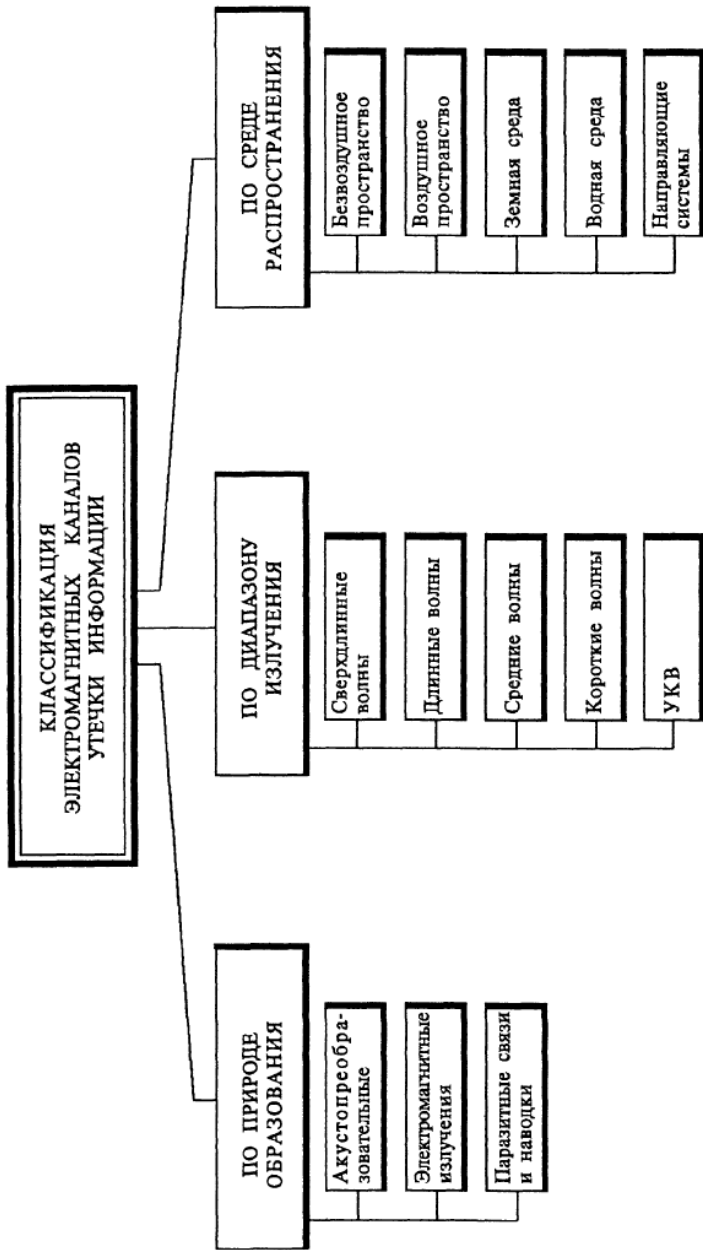 КЛАССИФИКАЦИЯ
ЭЛЕКТРОМАГНИТНЫХ КАНАЛОВ
УТЕЧКИ ИНФОРМАЦИИ
ПО ПРИРОДЕ
ОБРАЗОВАНИЯ
Акустопреобра-
зовательные
Электромагнитные
излучения
Паразитные связи
и наводки
ПО ДИАПАЗОНУ
ИЗЛУЧЕНИЯ
Сверхдлинные
волны
Длинные волны
Средние волны
Короткие волны
УКВ
ПО СРЕДЕ
РАСПРОСТРАНЕНИЯ
Безвоздушное
пространство
Воздушное
пространство
Земная среда
Водная среда
Направляющие
системы